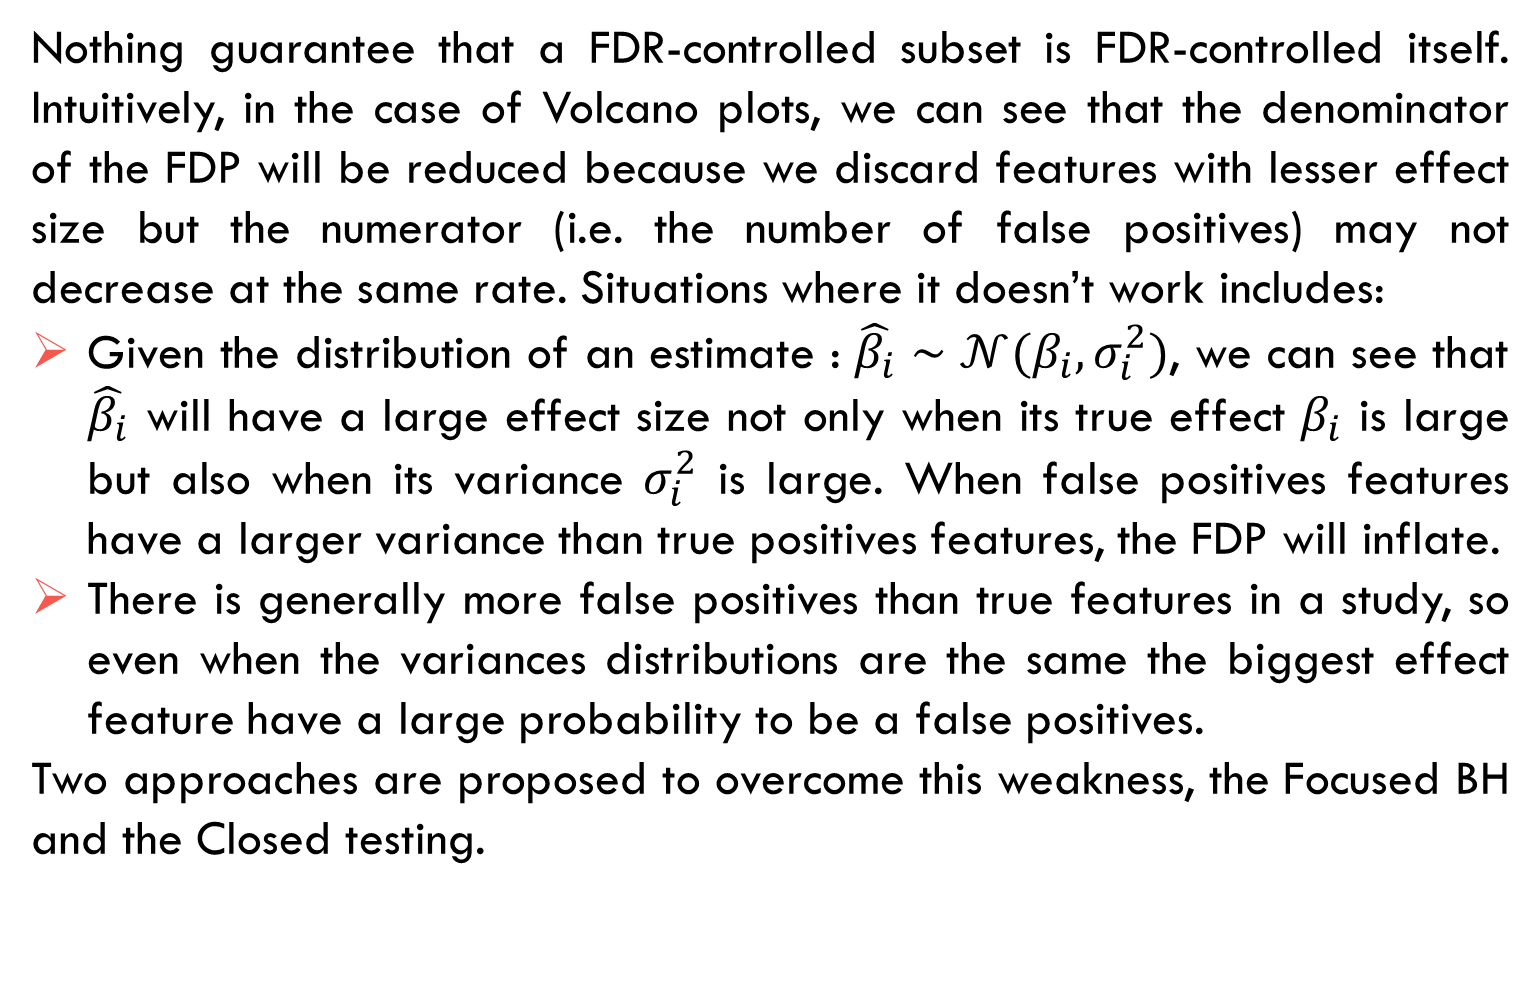 Nothing guarantee that a FDR-controlled subset is FDR-controlled itself.
Intuitively, in the case of Volcano plots, we can see that the denominator
of the FDP will be reduced because we discard features with lesser effect
size but the numerator (i.e. the number of false positives) may not
decrease at the same rate. Situations where it doesn’t work includes:
➢ Given the distribution of an estimate : β̂ᵢ ~ 𝒩(βᵢ, σᵢ²), we can see that
β̂ᵢ will have a large effect size not only when its true effect βᵢ is large
but also when its variance σᵢ² is large. When false positives features
have a larger variance than true positives features, the FDP will inflate.
➢ There is generally more false positives than true features in a study, so
even when the variances distributions are the same the biggest effect
feature have a large probability to be a false positives.
Two approaches are proposed to overcome this weakness, the Focused BH
and the Closed testing.